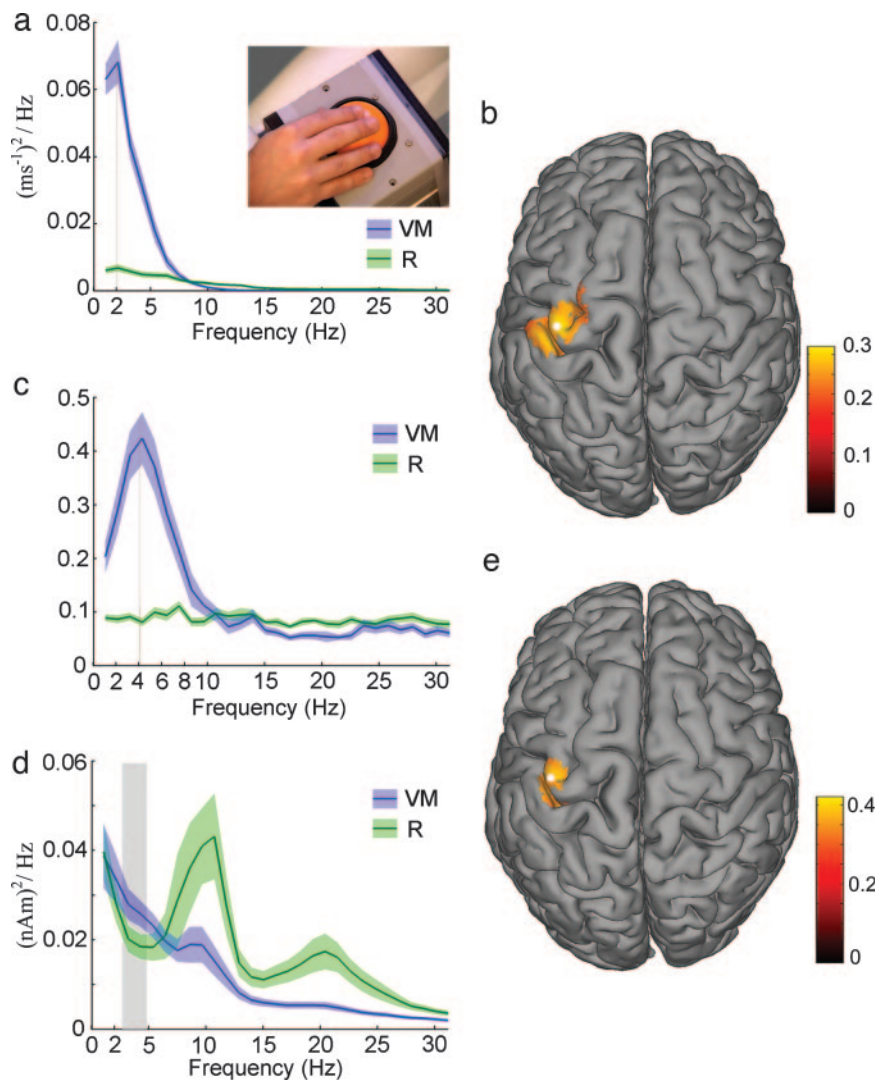 a
0.08
0.06
0.04
0.02
0
(ms⁻¹)²/ Hz
VM
R
0 2 5 10 15 20 25 30
Frequency (Hz)
b
0.3
0.2
0.1
0
c
0.5
0.4
0.3
0.2
0.1
0
VM
R
0 2 4 6 8 10 15 20 25 30
Frequency (Hz)
d
0.06
0.04
0.02
0
(nAm)²/ Hz
VM
R
0 2 5 10 15 20 25 30
Frequency (Hz)
e
0.4
0.2
0